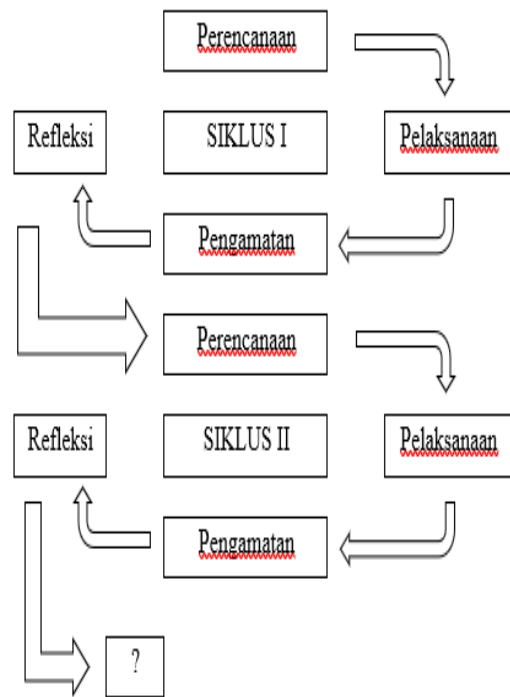 Perencanaan
Refleksi
SIKLUS I
Pelaksanaan
Pengamatan
Perencanaan
Refleksi
SIKLUS II
Pelaksanaan
Pengamatan
?